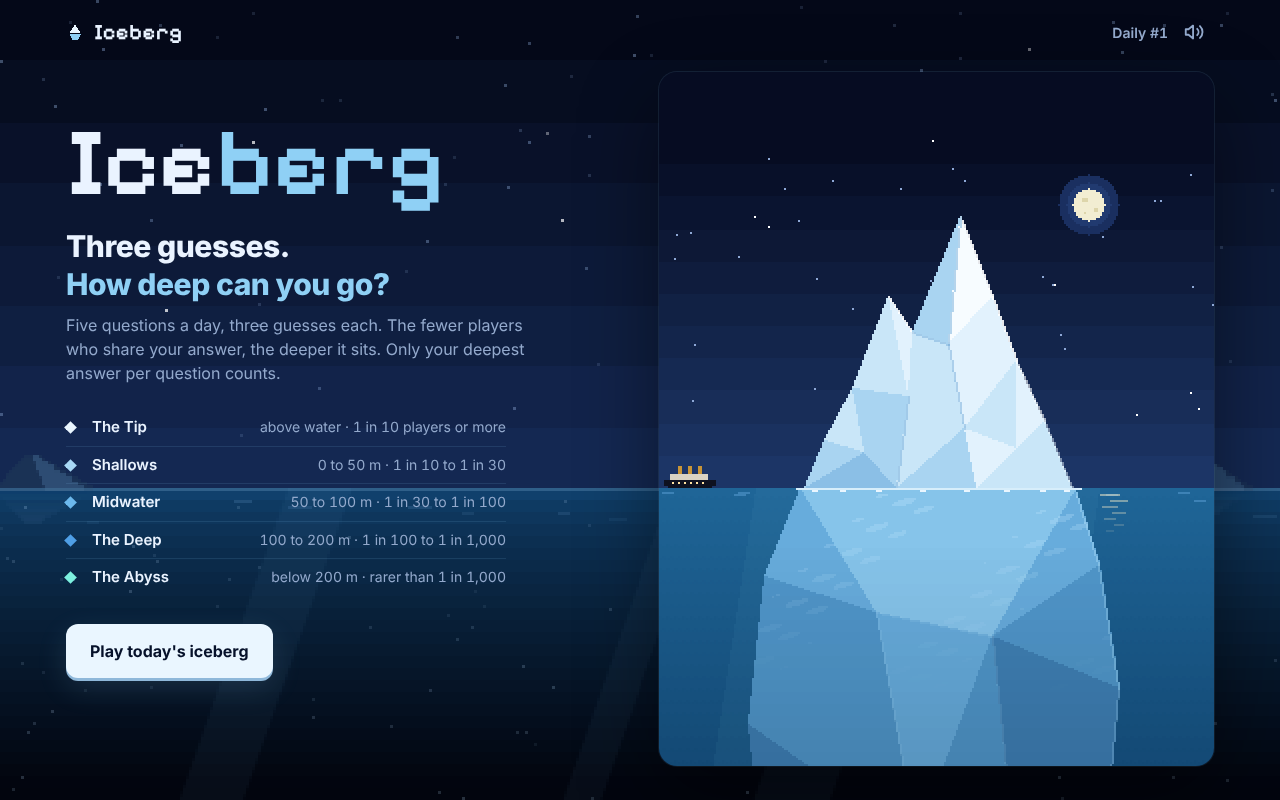 Iceberg
Daily #1
Iceberg
Three guesses.
How deep can you go?
Five questions a day, three guesses each. The fewer players
who share your answer, the deeper it sits. Only your deepest
answer per question counts.
The Tip above water · 1 in 10 players or more
Shallows 0 to 50 m · 1 in 10 to 1 in 30
Midwater 50 to 100 m · 1 in 30 to 1 in 100
The Deep 100 to 200 m · 1 in 100 to 1 in 1,000
The Abyss below 200 m · rarer than 1 in 1,000
Play today's iceberg